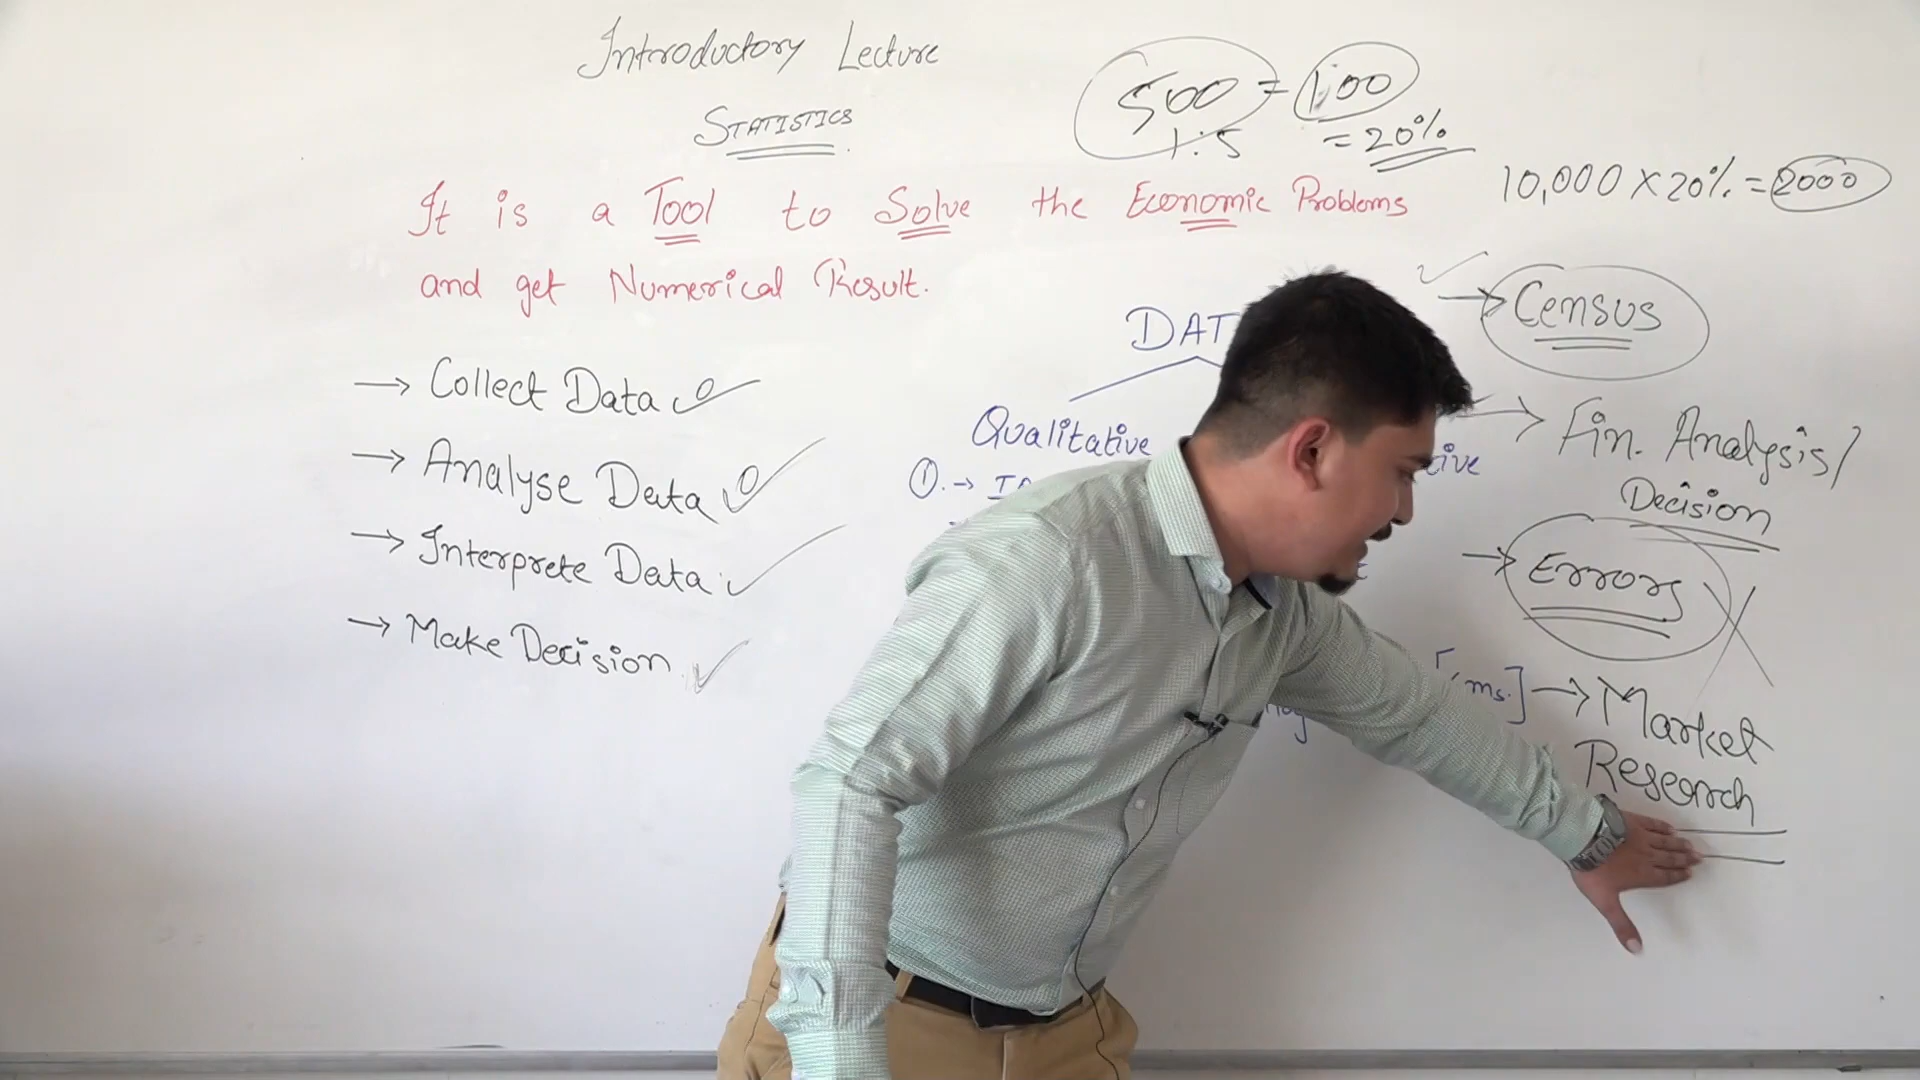 Introductory Lecture
STATISTICS
500 = 100
1:5 = 20%
10,000 × 20% = 2000
It is a Tool to Solve the Economic Problems
and get Numerical Result.
→ Collect Data
→ Analyse Data
→ Interprete Data
→ Make Decision
DAT
Qualitative
①. →
→ Census
→ Fin. Analysis/
Decision
→ Errors
ms.] → Market
Research